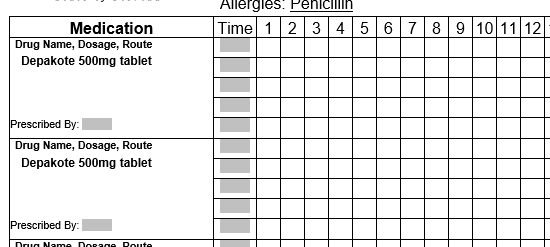 Allergies: Penicillin
Medication Time 1 2 3 4 5 6 7 8 9 10 11 12
Drug Name, Dosage, Route
Depakote 500mg tablet
Prescribed By:
Drug Name, Dosage, Route
Depakote 500mg tablet
Prescribed By:
Drug Name, Dosage, Route